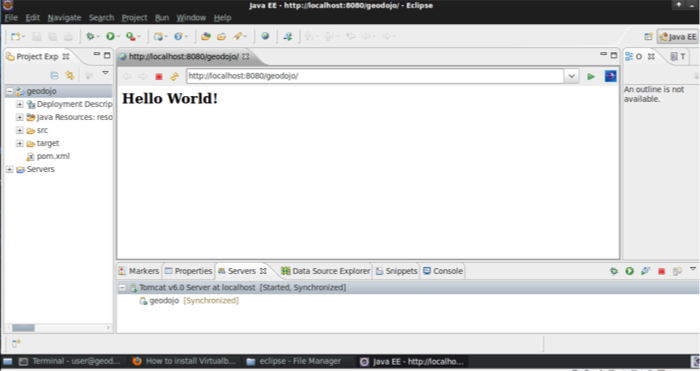 Java EE - http://localhost:8080/geodojo/ - Eclipse
File Edit Navigate Search Project Run Window Help
Java EE
Project Exp
http://localhost:8080/geodojo/
O T
http://localhost:8080/geodojo/
geodojo
Deployment Descrip
Java Resources: reso
src
target
pom.xml
Servers
Hello World!
An outline is not
available.
Markers Properties Servers Data Source Explorer Snippets Console
Tomcat v6.0 Server at localhost [Started, Synchronized]
geodojo [Synchronized]
Terminal - user@geod... How to install Virtualb... eclipse - File Manager Java EE - http://localho...